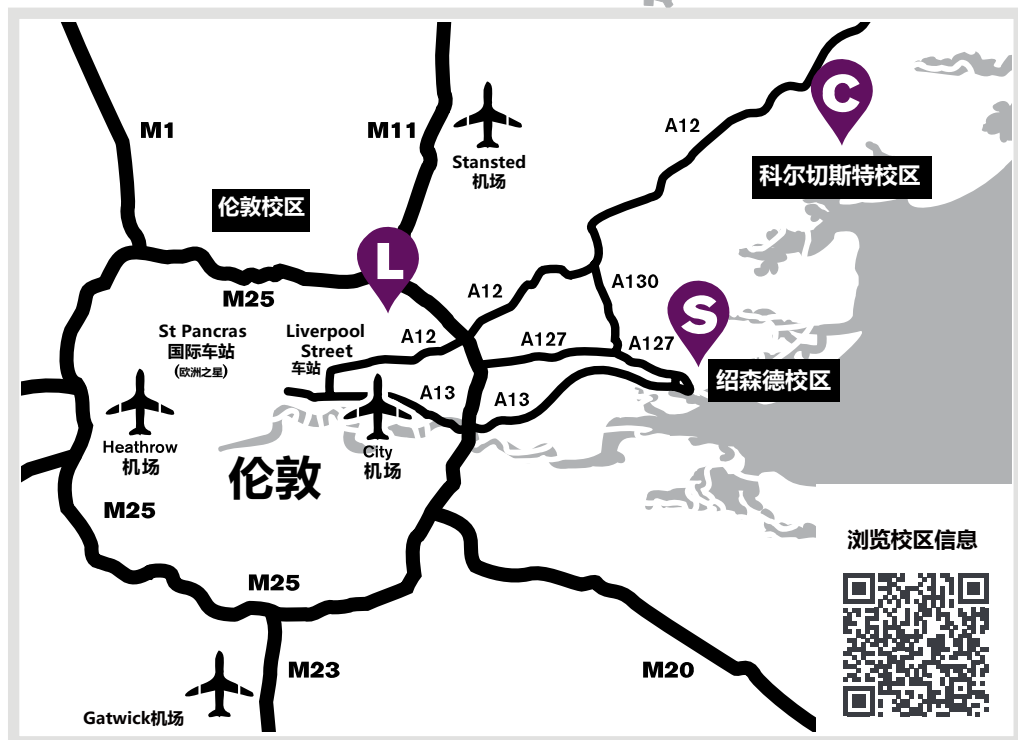 C
M1
M11
A12
Stansted
机场
科尔切斯特校区
伦敦校区
L
M25
A12
A130
S
St Pancras
国际车站
(欧洲之星)
Liverpool
Street
车站
A12
A127
A127
绍森德校区
A13
A13
Heathrow
机场
City
机场
伦敦
M25
浏览校区信息
M25
M23
M20
Gatwick机场